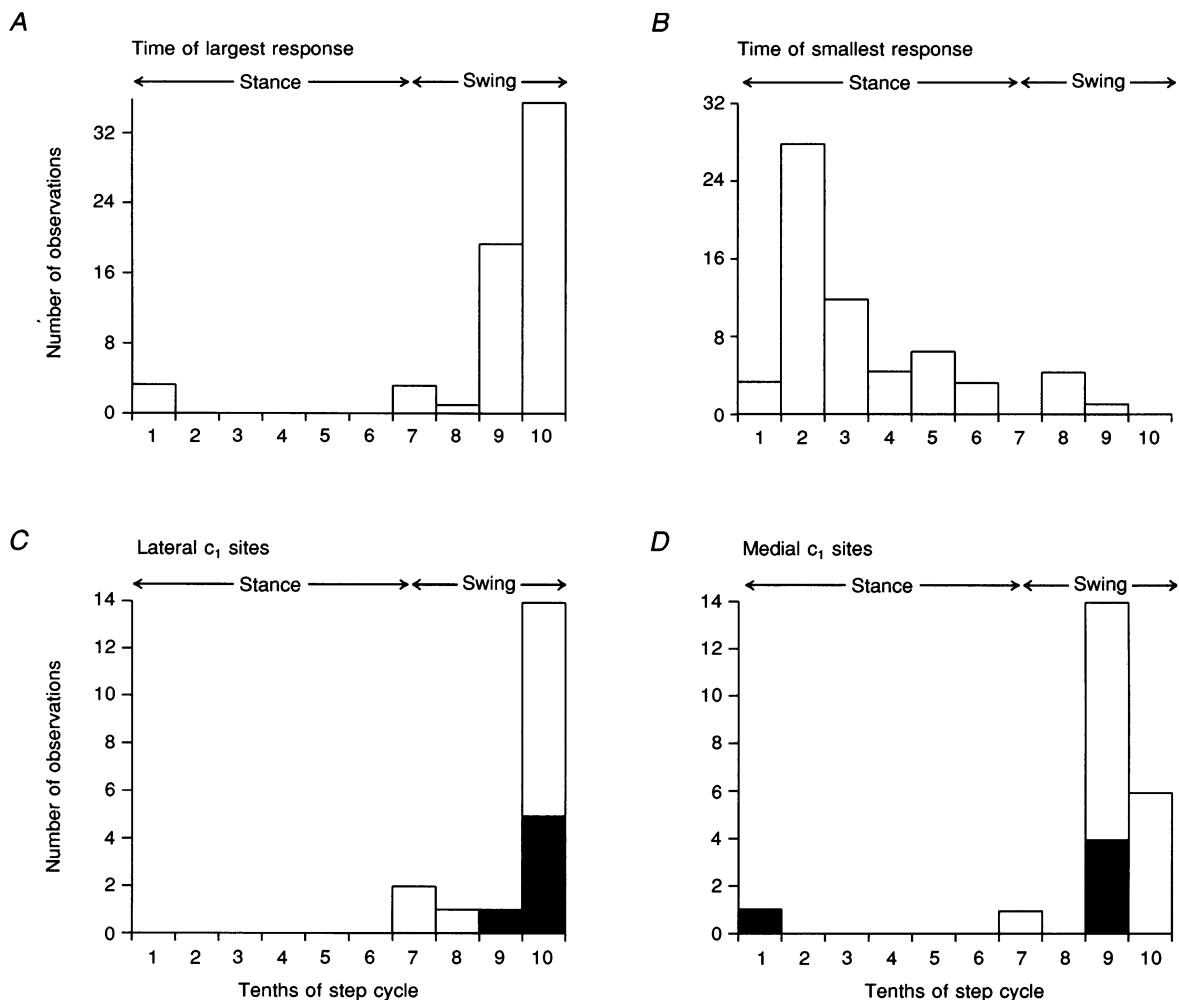 A
Time of largest response
Stance
Swing
Number of observations
32
24
16
8
0
1 2 3 4 5 6 7 8 9 10
B
Time of smallest response
Stance
Swing
32
24
16
8
0
1 2 3 4 5 6 7 8 9 10
C
Lateral c₁ sites
Stance
Swing
Number of observations
14
12
10
8
6
4
2
0
1 2 3 4 5 6 7 8 9 10
Tenths of step cycle
D
Medial c₁ sites
Stance
Swing
14
12
10
8
6
4
2
0
1 2 3 4 5 6 7 8 9 10
Tenths of step cycle